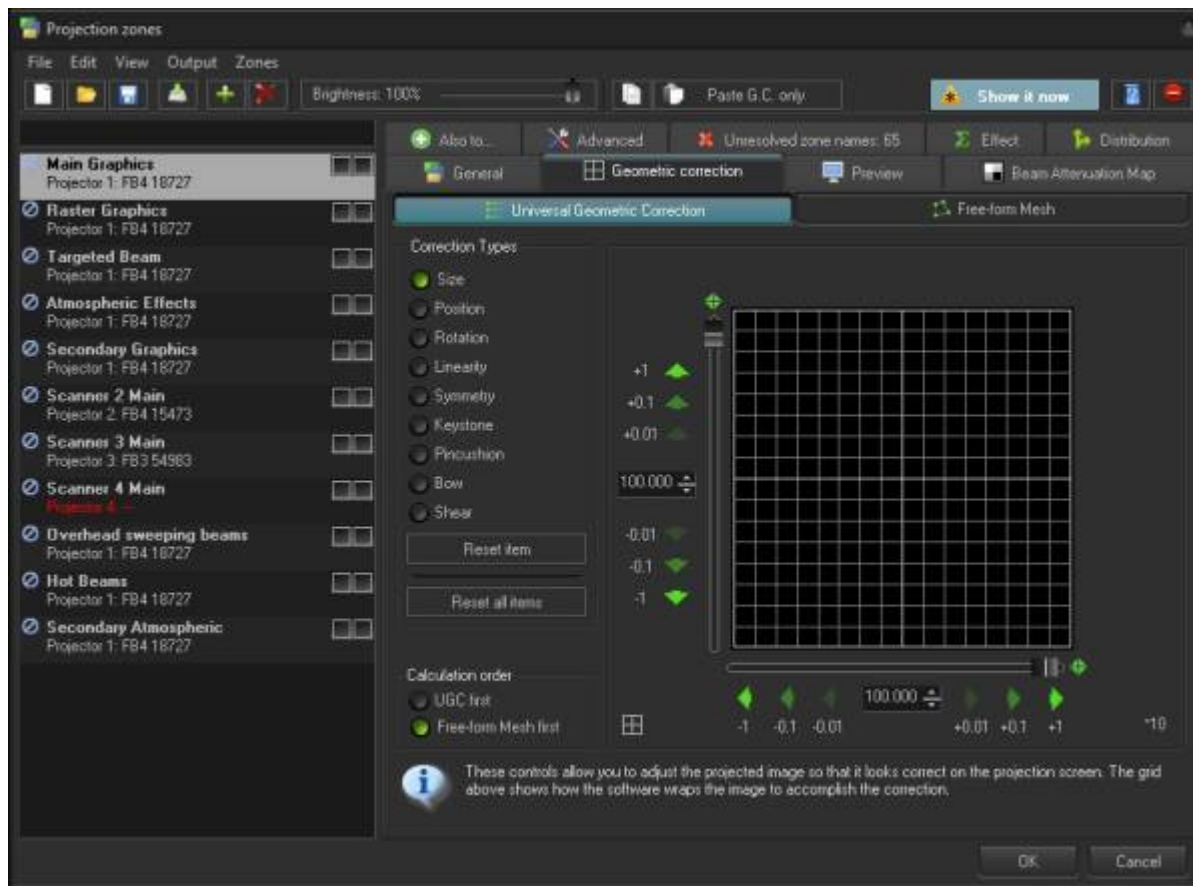 Projection zones
File Edit View Output Zones
Brightness: 100%
Paste G.C. only
Show it now
Main Graphics
Projector 1: FB4 18727
Raster Graphics
Projector 1: FB4 18727
Targeted Beam
Projector 1: FB4 18727
Atmospheric Effects
Projector 1: FB4 18727
Secondary Graphics
Projector 1: FB4 18727
Scanner 2 Main
Projector 2: FB4 15473
Scanner 3 Main
Projector 3: FB3 54983
Scanner 4 Main
Projector 4: --
Overhead sweeping beams
Projector 1: FB4 18727
Hot Beams
Projector 1: FB4 18727
Secondary Atmospheric
Projector 1: FB4 18727
Also to... Advanced Unresolved zone names: 65 Effect Distribution
General Geometric correction Preview Beam Attenuation Map
Universal Geometric Correction Free-form Mesh
Correction Types
Size
Position
Rotation
Linearity
Symmetry
Keystone
Pincushion
Bow
Shear
Reset item
Reset all items
Calculation order
UGC first
Free-form Mesh first
+1
+0.1
+0.01
100.000
-0.01
-0.1
-1
100.000
-1 -0.1 -0.01 +0.01 +0.1 +1 *10
These controls allow you to adjust the projected image so that it looks correct on the projection screen. The grid
above shows how the software wraps the image to accomplish the correction.
OK Cancel